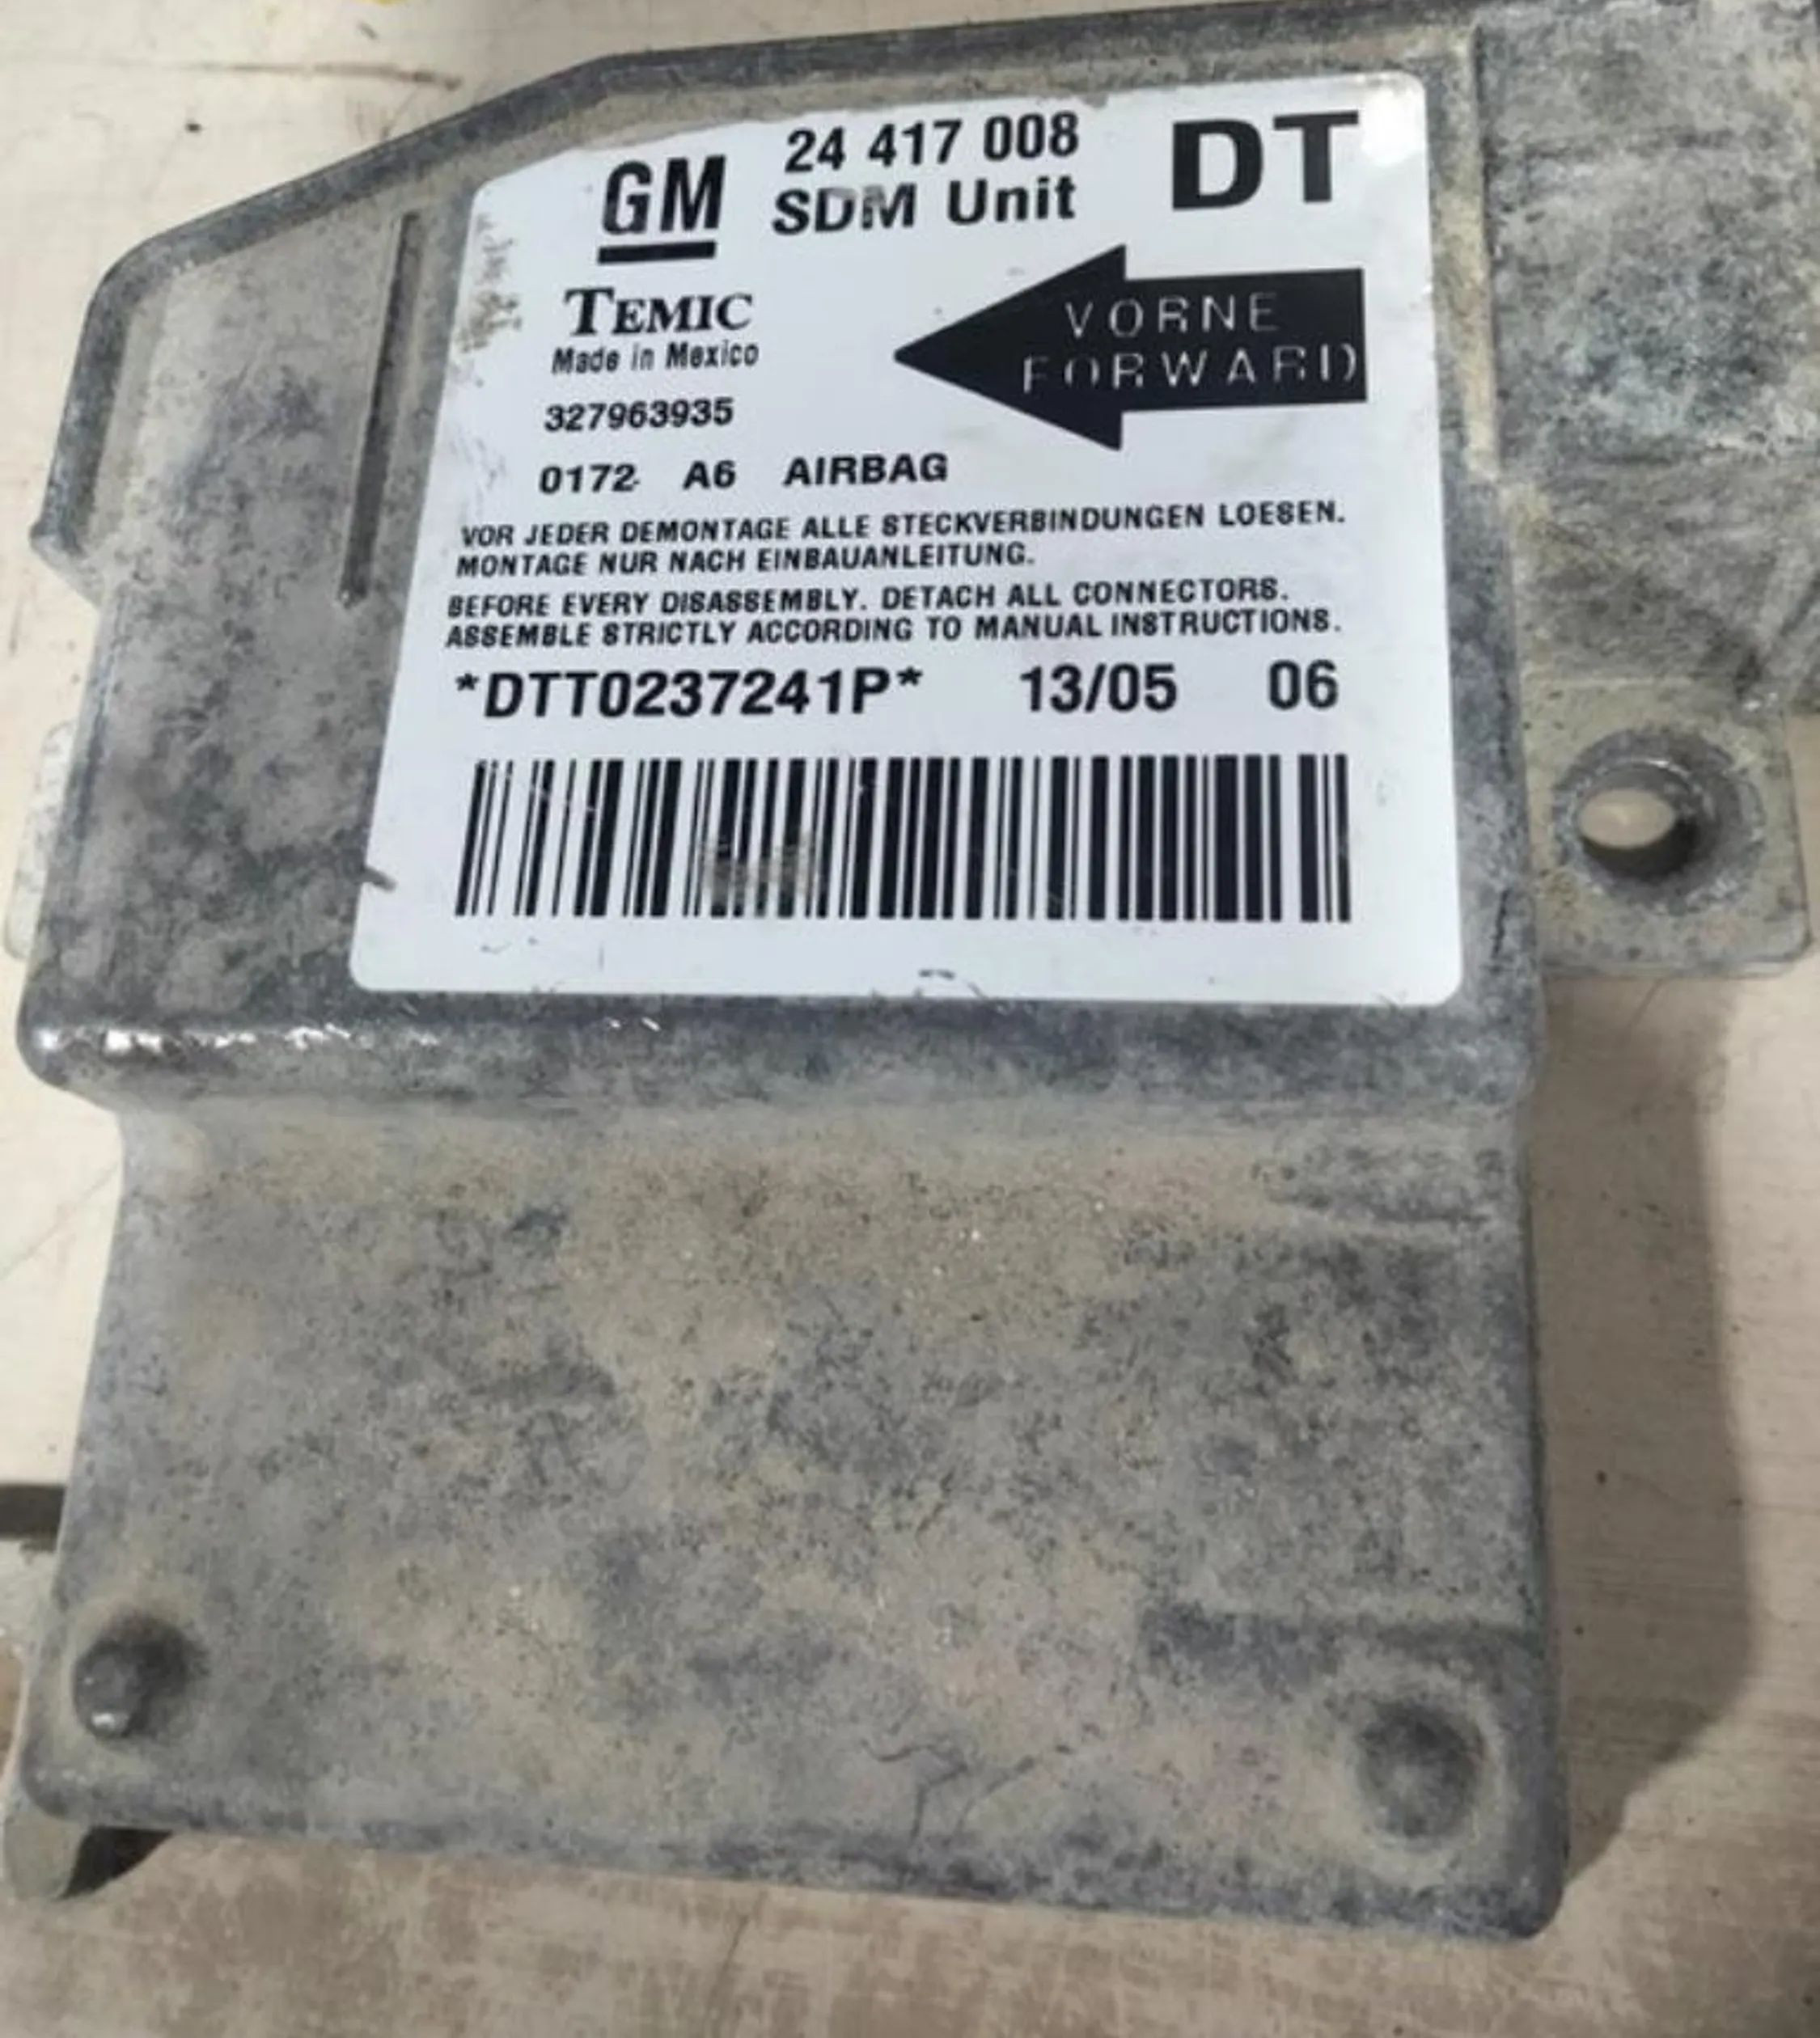 24 417 008 DT
GM SDM Unit
TEMIC
Made in Mexico
VORNE
FORWARD
327963935
0172 A6 AIRBAG
VOR JEDER DEMONTAGE ALLE STECKVERBINDUNGEN LOESEN.
MONTAGE NUR NACH EINBAUANLEITUNG.
BEFORE EVERY DISASSEMBLY. DETACH ALL CONNECTORS.
ASSEMBLE STRICTLY ACCORDING TO MANUAL INSTRUCTIONS.
*DTT0237241P* 13/05 06